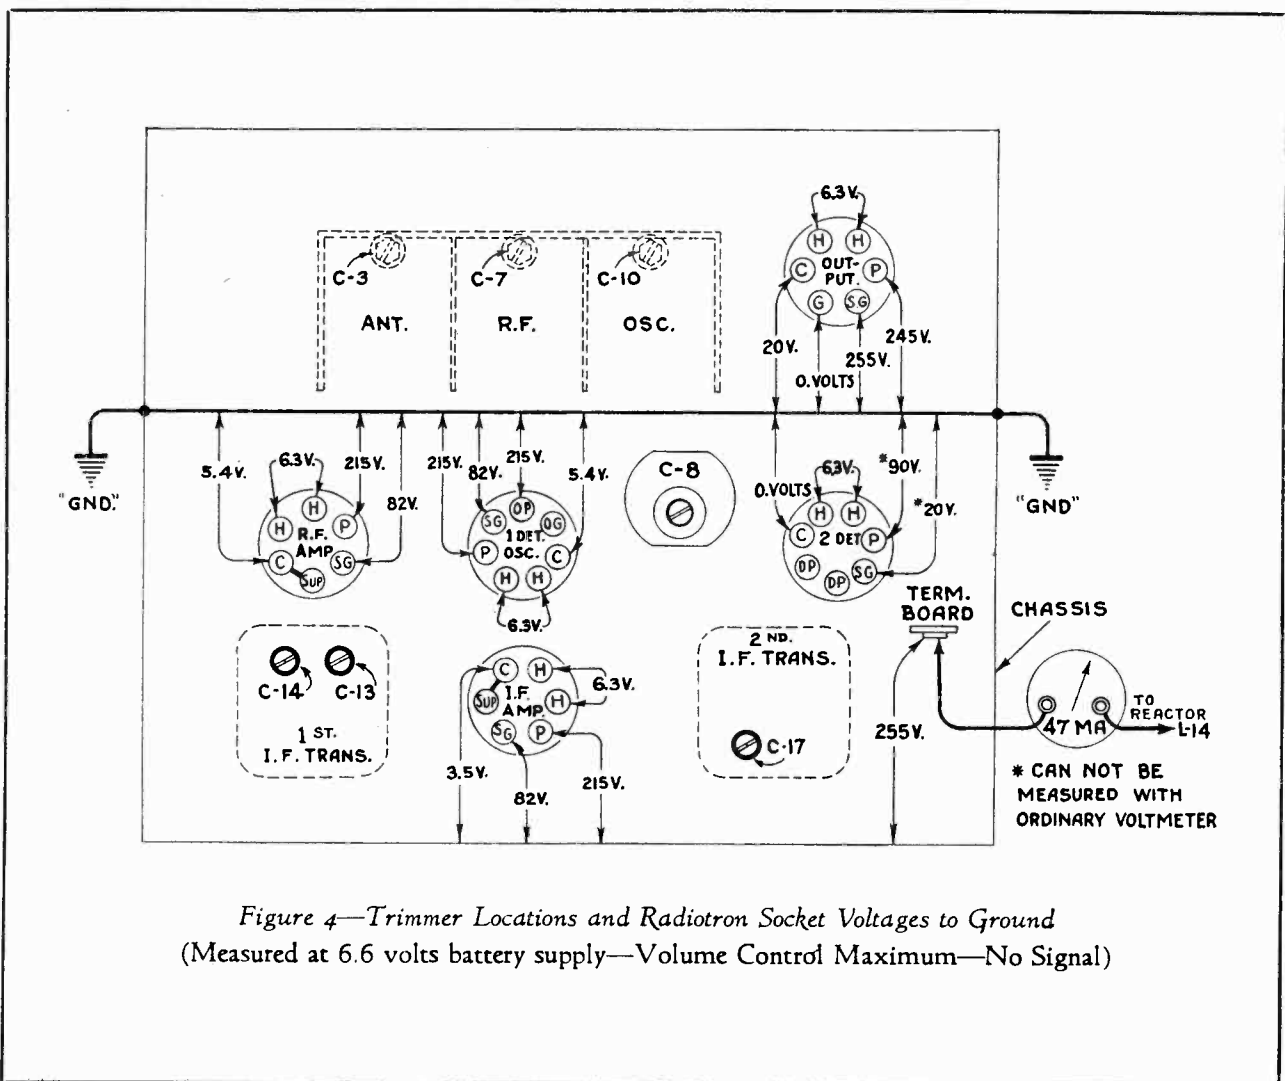 6.3V.
H H
C OUT-PUT. P
G SG
C-3 C-7 C-10
ANT. R.F. OSC.
20V. 0.VOLTS 255V. 245V.
"GND." "GND"
5.4V. 6.3V. 215V. 82V.
H H P
R.F. AMP.
C SUP SG
215V. 82V. 215V. 5.4V.
SG OP OG
1 DET. OSC.
P C
H H
6.3V.
C-8
0.VOLTS 6.3V. *90V. *20V.
H H
C 2 DET P
DP DP SG
TERM. BOARD
CHASSIS
C-14 C-13
1 ST.
I.F. TRANS.
C H
6.3V.
SUP I.F. AMP. H
SG P
3.5V. 82V. 215V.
2 ND.
I.F. TRANS.
C-17
255V.
47 MA
TO REACTOR L-14
* CAN NOT BE
MEASURED WITH
ORDINARY VOLTMETER
Figure 4—Trimmer Locations and Radiotron Socket Voltages to Ground
(Measured at 6.6 volts battery supply—Volume Control Maximum—No Signal)